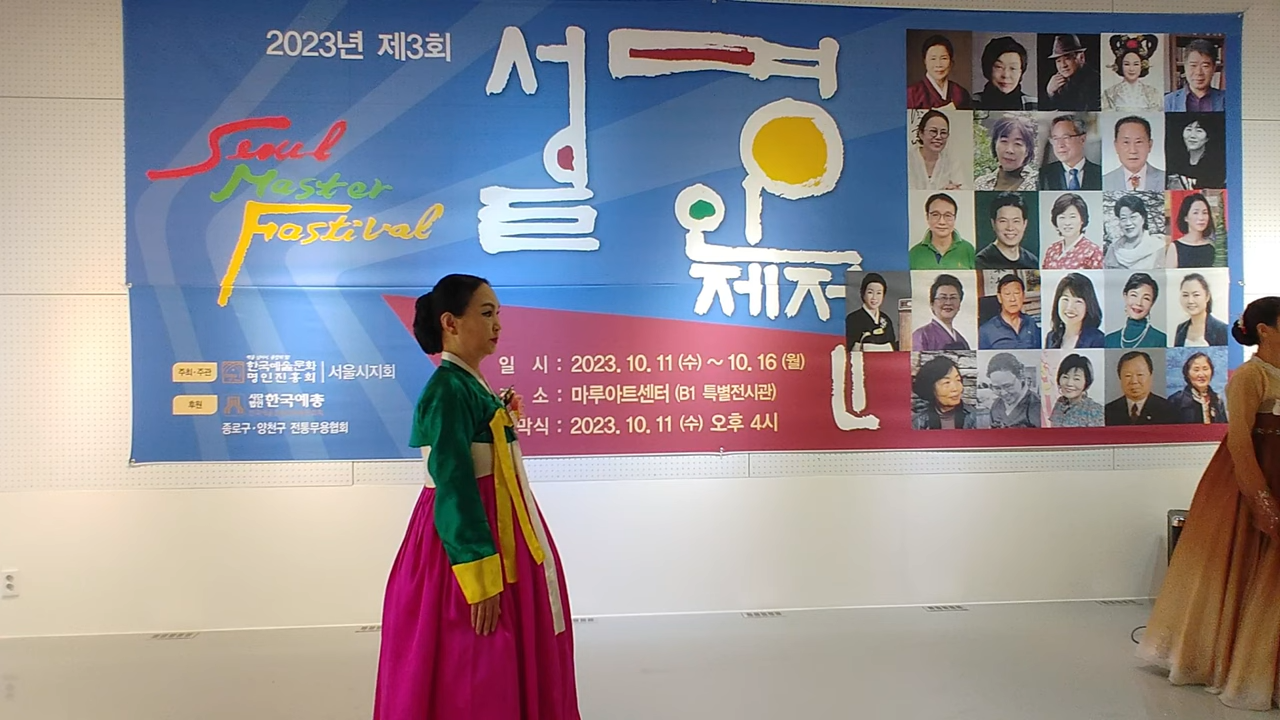 2023년 제3회
Seoul
Master
Fastival
서울
명인
제전
일 시 : 2023. 10. 11 (수) ~ 10. 16 (월)
소 : 마루아트센터 (B1 특별전시관)
막식 : 2023. 10. 11 (수) 오후 4시
주최·주관
한국예술문화
명인진흥회
서울시지회
후원
한국예총
종로구·양천구 전통무용협회